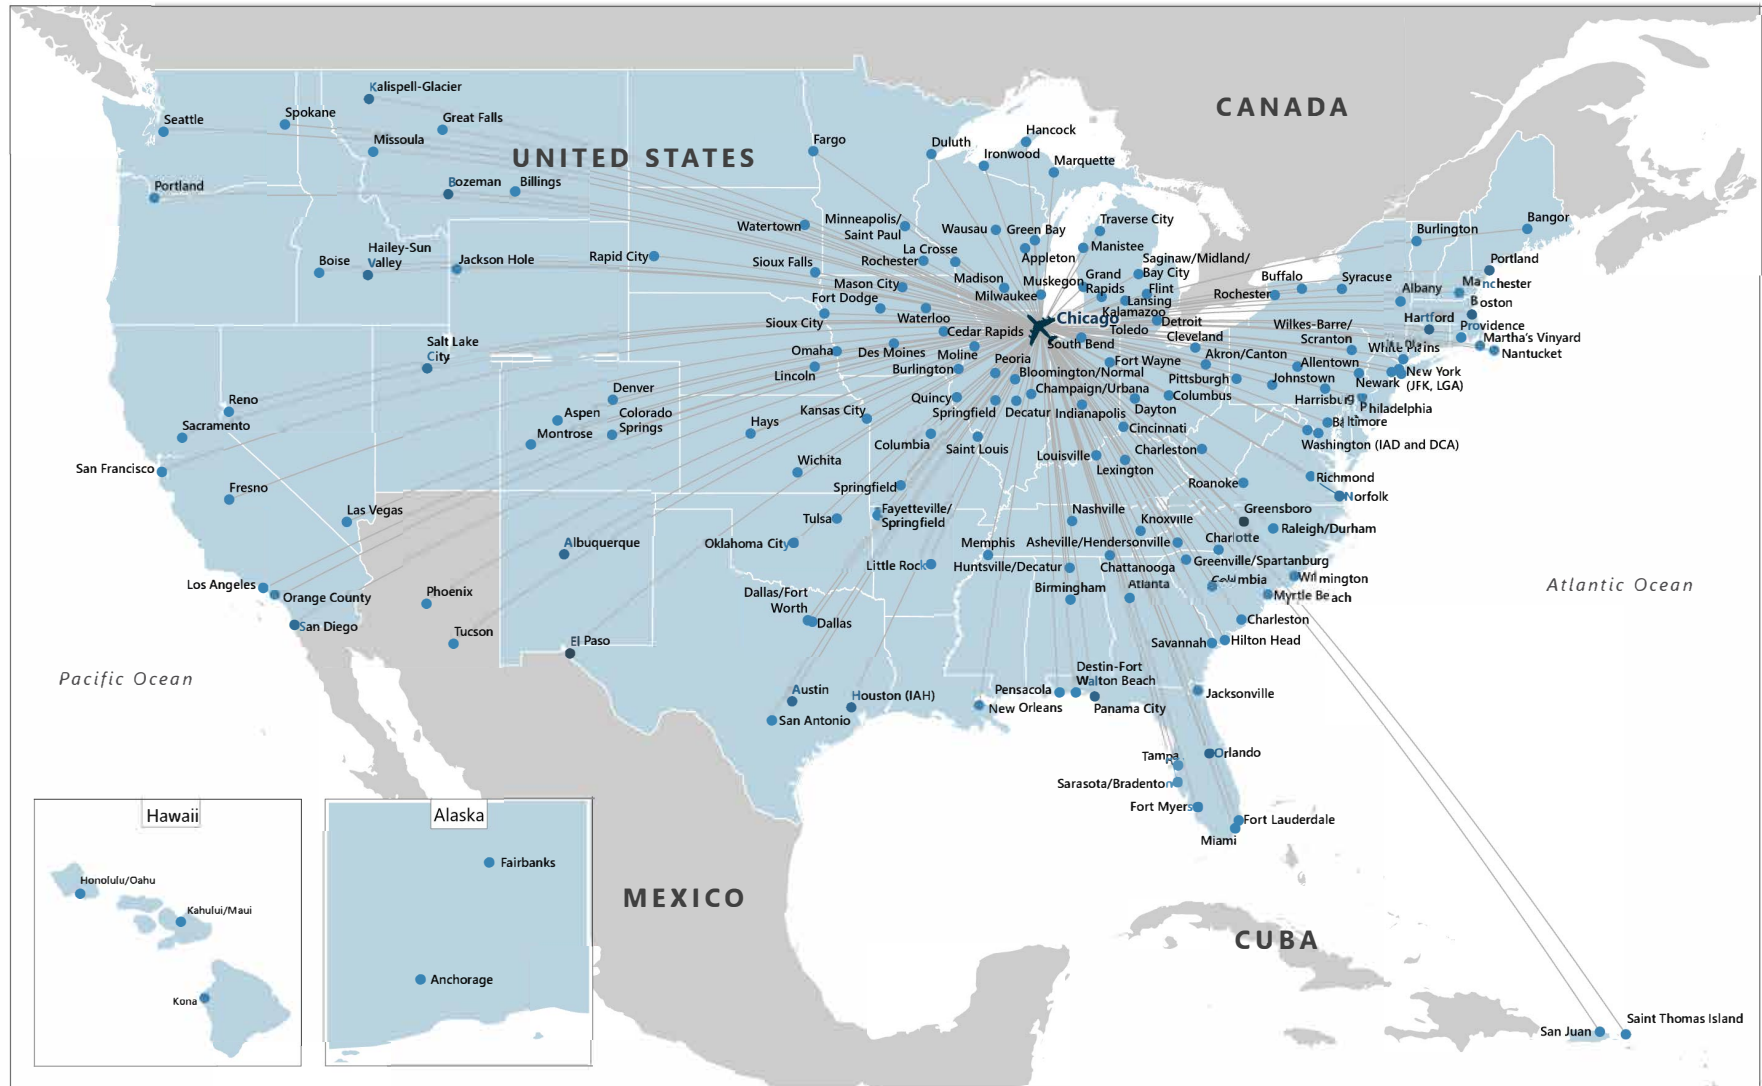 CANADA
UNITED STATES
Kalispell-Glacier
Seattle
Spokane
Great Falls
Missoula
Portland
Bozeman
Billings
Hailey-Sun
Valley
Boise
Jackson Hole
Rapid City
Salt Lake
City
Reno
Sacramento
San Francisco
Fresno
Las Vegas
Los Angeles
Orange County
San Diego
Phoenix
Tucson
Albuquerque
El Paso
Denver
Aspen
Colorado
Springs
Montrose
Hays
Fargo
Duluth
Hancock
Ironwood
Marquette
Watertown
Minneapolis/
Saint Paul
Wausau
Green Bay
Traverse City
La Crosse
Rochester
Appleton
Manistee
Sioux Falls
Saginaw/Midland/
Bay City
Mason City
Madison
Muskegon
Grand
Rapids
Flint
Fort Dodge
Milwaukee
Lansing
Kalamazoo
Sioux City
Waterloo
Chicago
Detroit
Cedar Rapids
Toledo
South Bend
Cleveland
Omaha
Des Moines
Moline
Peoria
Fort Wayne
Akron/Canton
Lincoln
Burlington
Bloomington/Normal
Pittsburgh
Champaign/Urbana
Quincy
Columbus
Kansas City
Springfield
Decatur
Indianapolis
Dayton
Cincinnati
Columbia
Saint Louis
Louisville
Charleston
Lexington
Wichita
Springfield
Roanoke
Tulsa
Fayetteville/
Springfield
Nashville
Knoxville
Greensboro
Raleigh/Durham
Oklahoma City
Memphis
Asheville/Hendersonville
Charlotte
Little Rock
Huntsville/Decatur
Chattanooga
Greenville/Spartanburg
Birmingham
Atlanta
Columbia
Wilmington
Myrtle Beach
Dallas/Fort
Worth
Dallas
Charleston
Savannah
Hilton Head
Austin
Houston (IAH)
San Antonio
Destin-Fort
Walton Beach
Pensacola
New Orleans
Panama City
Jacksonville
Tampa
Orlando
Sarasota/Bradenton
Fort Myers
Fort Lauderdale
Miami
Bangor
Burlington
Portland
Buffalo
Syracuse
Rochester
Albany
Manchester
Boston
Hartford
Providence
Wilkes-Barre/
Scranton
Martha's Vinyard
White Plains
Nantucket
Allentown
New York
(JFK, LGA)
Newark
Johnstown
Harrisburg
Philadelphia
Baltimore
Washington (IAD and DCA)
Richmond
Norfolk
Atlantic Ocean
Pacific Ocean
Hawaii
Honolulu/Oahu
Kahului/Maui
Kona
Alaska
Fairbanks
Anchorage
MEXICO
CUBA
San Juan
Saint Thomas Island